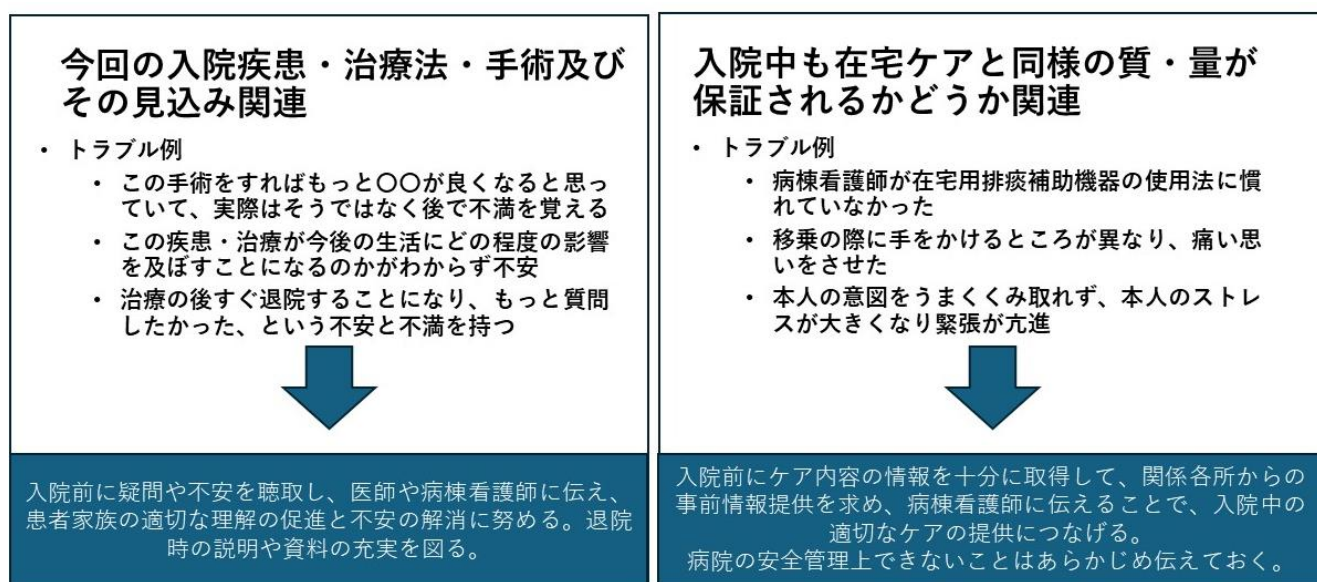 今回の入院疾患・治療法・手術及び
その見込み関連
• トラブル例
• この手術をすればもっと〇〇が良くなると思っ
ていて、実際はそうではなく後で不満を覚える
• この疾患・治療が今後の生活にどの程度の影響
を及ぼすことになるのかがわからず不安
• 治療の後すぐ退院することになり、もっと質問
したかった、という不安と不満を持つ
入院前に疑問や不安を聴取し、医師や病棟看護師に伝え、
患者家族の適切な理解の促進と不安の解消に努める。退院
時の説明や資料の充実を図る。
入院中も在宅ケアと同様の質・量が
保証されるかどうか関連
• トラブル例
• 病棟看護師が在宅用排痰補助機器の使用法に慣
れていなかった
• 移乗の際に手をかけるところが異なり、痛い思
いをさせた
• 本人の意図をうまくくみ取れず、本人のストレ
スが大きくなり緊張が亢進
入院前にケア内容の情報を十分に取得して、関係各所からの
事前情報提供を求め、病棟看護師に伝えることで、入院中の
適切なケアの提供につなげる。
病院の安全管理上できないことはあらかじめ伝えておく。